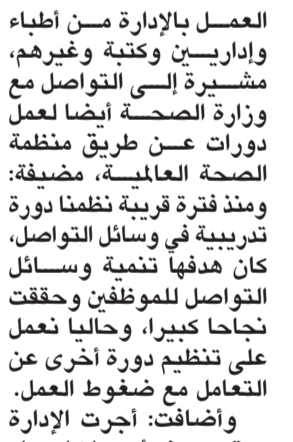 العمل بالإدارة من أطباء
وإداريين وكتبة وغيرهم،
مشيرة إلى التواصل مع
وزارة الصحة أيضا لعمل
دورات عن طريق منظمة
الصحة العالمية، مضيفة:
ومنذ فترة قريبة نظمنا دورة
تدريبية في وسائل التواصل،
كان هدفها تنمية وسائل
التواصل للموظفين وحققت
نجاحا كبيرا، وحاليا نعمل
على تنظيم دورة أخرى عن
التعامل مع ضغوط العمل.
وأضافت: أجرت الإدارة